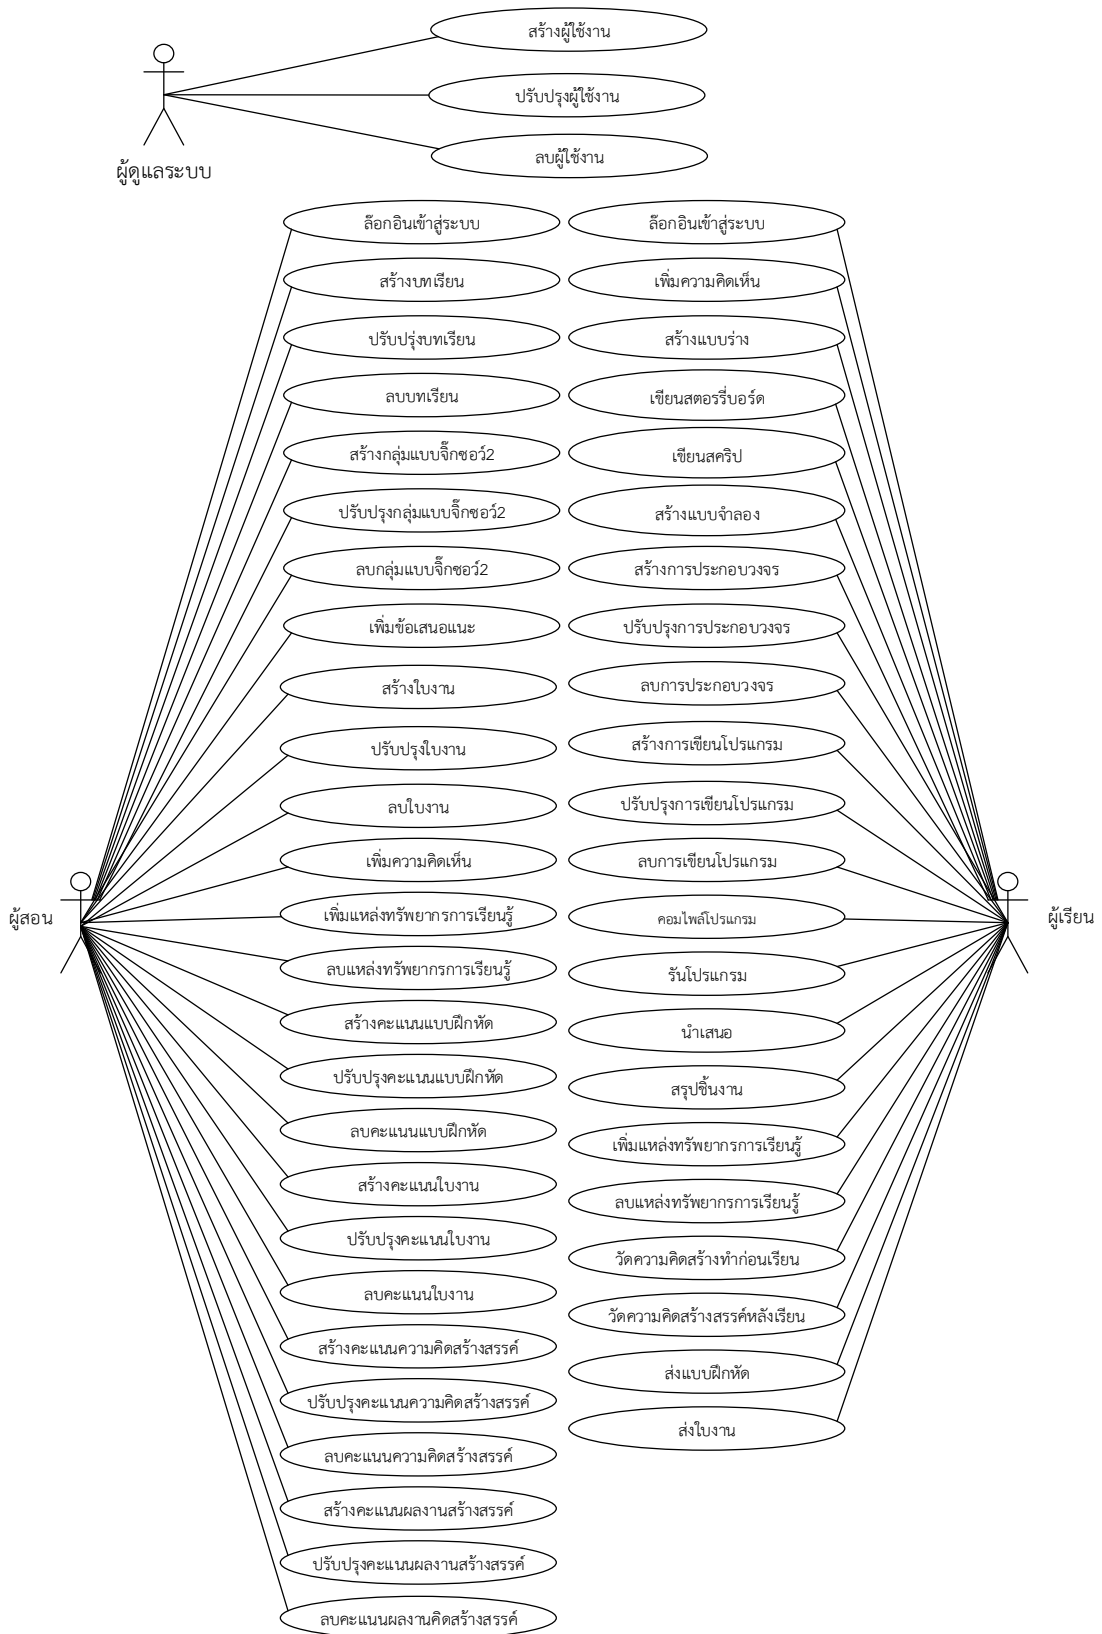 สร้างผู้ใช้งาน
ปรับปรุงผู้ใช้งาน
ลบผู้ใช้งาน
ผู้ดูแลระบบ
ล๊อกอินเข้าสู่ระบบ
สร้างบทเรียน
ปรับปรุ่งบทเรียน
ลบบทเรียน
สร้างกลุ่มแบบจิ๊กซอว์2
ปรับปรุงกลุ่มแบบจิ๊กซอว์2
ลบกลุ่มแบบจิ๊กซอว์2
เพิ่มข้อเสนอแนะ
สร้างใบงาน
ปรับปรุงใบงาน
ลบใบงาน
เพิ่มความคิดเห็น
เพิ่มแหล่งทรัพยากรการเรียนรู้
ลบแหล่งทรัพยากรการเรียนรู้
สร้างคะแนนแบบฝึกหัด
ปรับปรุงคะแนนแบบฝึกหัด
ลบคะแนนแบบฝึกหัด
สร้างคะแนนใบงาน
ปรับปรุงคะแนนใบงาน
ลบคะแนนใบงาน
สร้างคะแนนความคิดสร้างสรรค์
ปรับปรุงคะแนนความคิดสร้างสรรค์
ลบคะแนนความคิดสร้างสรรค์
สร้างคะแนนผลงานสร้างสรรค์
ปรับปรุงคะแนนผลงานสร้างสรรค์
ลบคะแนนผลงานคิดสร้างสรรค์
ผู้สอน
ล๊อกอินเข้าสู่ระบบ
เพิ่มความคิดเห็น
สร้างแบบร่าง
เขียนสตอรรี่บอร์ด
เขียนสคริป
สร้างแบบจำลอง
สร้างการประกอบวงจร
ปรับปรุงการประกอบวงจร
ลบการประกอบวงจร
สร้างการเขียนโปรแกรม
ปรับปรุงการเขียนโปรแกรม
ลบการเขียนโปรแกรม
คอมไพล์โปรแกรม
รันโปรแกรม
นำเสนอ
สรุปชิ้นงาน
เพิ่มแหล่งทรัพยากรการเรียนรู้
ลบแหล่งทรัพยากรการเรียนรู้
วัดความคิดสร้างทำก่อนเรียน
วัดความคิดสร้างสรรค์หลังเรียน
ส่งแบบฝึกหัด
ส่งใบงาน
ผู้เรียน